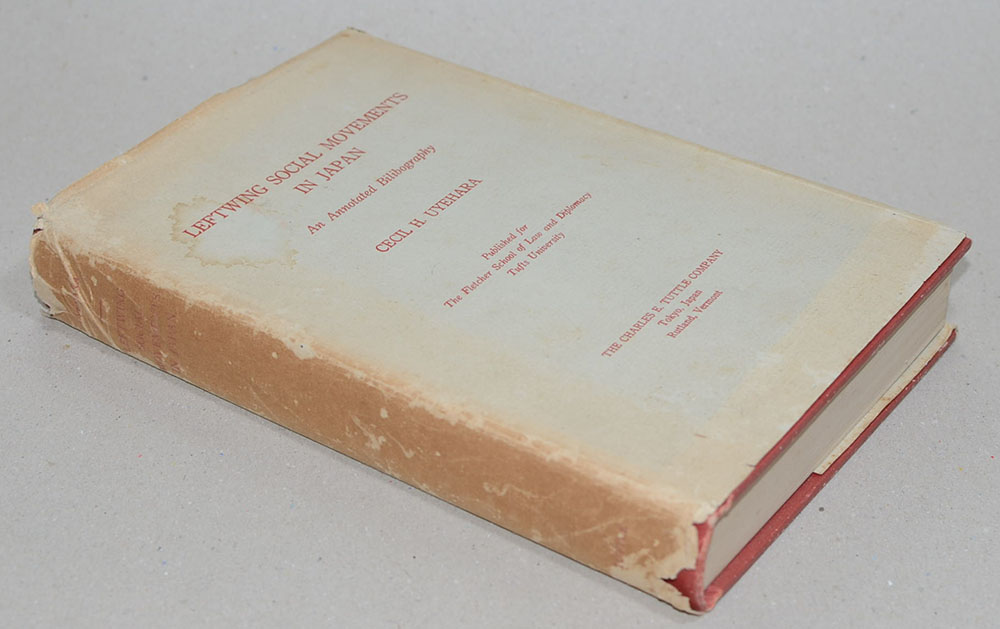 LEFTWING SOCIAL MOVEMENTS
IN JAPAN
An Annotated Bilibography
CECIL H. UYEHARA
Published for
The Fletcher School of Law and Diplomacy
Tufts University
THE CHARLES E. TUTTLE COMPANY
Tokyo, Japan
Rutland, Vermont